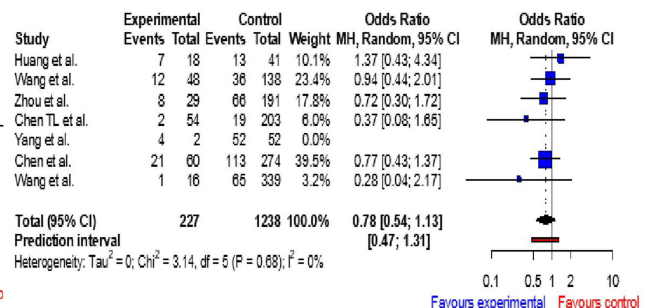 Experimental Control Odds Ratio Odds Ratio
Study Events Total Events Total Weight MH, Random, 95% CI MH, Random, 95% CI
Huang et al. 7 18 13 41 10.1% 1.37 [0.43; 4.34]
Wang et al. 12 48 36 138 23.4% 0.94 [0.44; 2.01]
Zhou et al. 8 29 66 191 17.8% 0.72 [0.30; 1.72]
Chen TL et al. 2 54 19 203 6.0% 0.37 [0.08; 1.65]
Yang et al. 4 2 52 52 0.0%
Chen et al. 21 60 113 274 39.5% 0.77 [0.43; 1.37]
Wang et al. 1 16 65 339 3.2% 0.28 [0.04; 2.17]
Total (95% CI) 227 1238 100.0% 0.78 [0.54; 1.13]
Prediction interval [0.47; 1.31]
Heterogeneity: Tau² = 0; Chi² = 3.14, df = 5 (P = 0.68); I² = 0%
0.1 0.5 1 2 10
Favours experimental Favours control